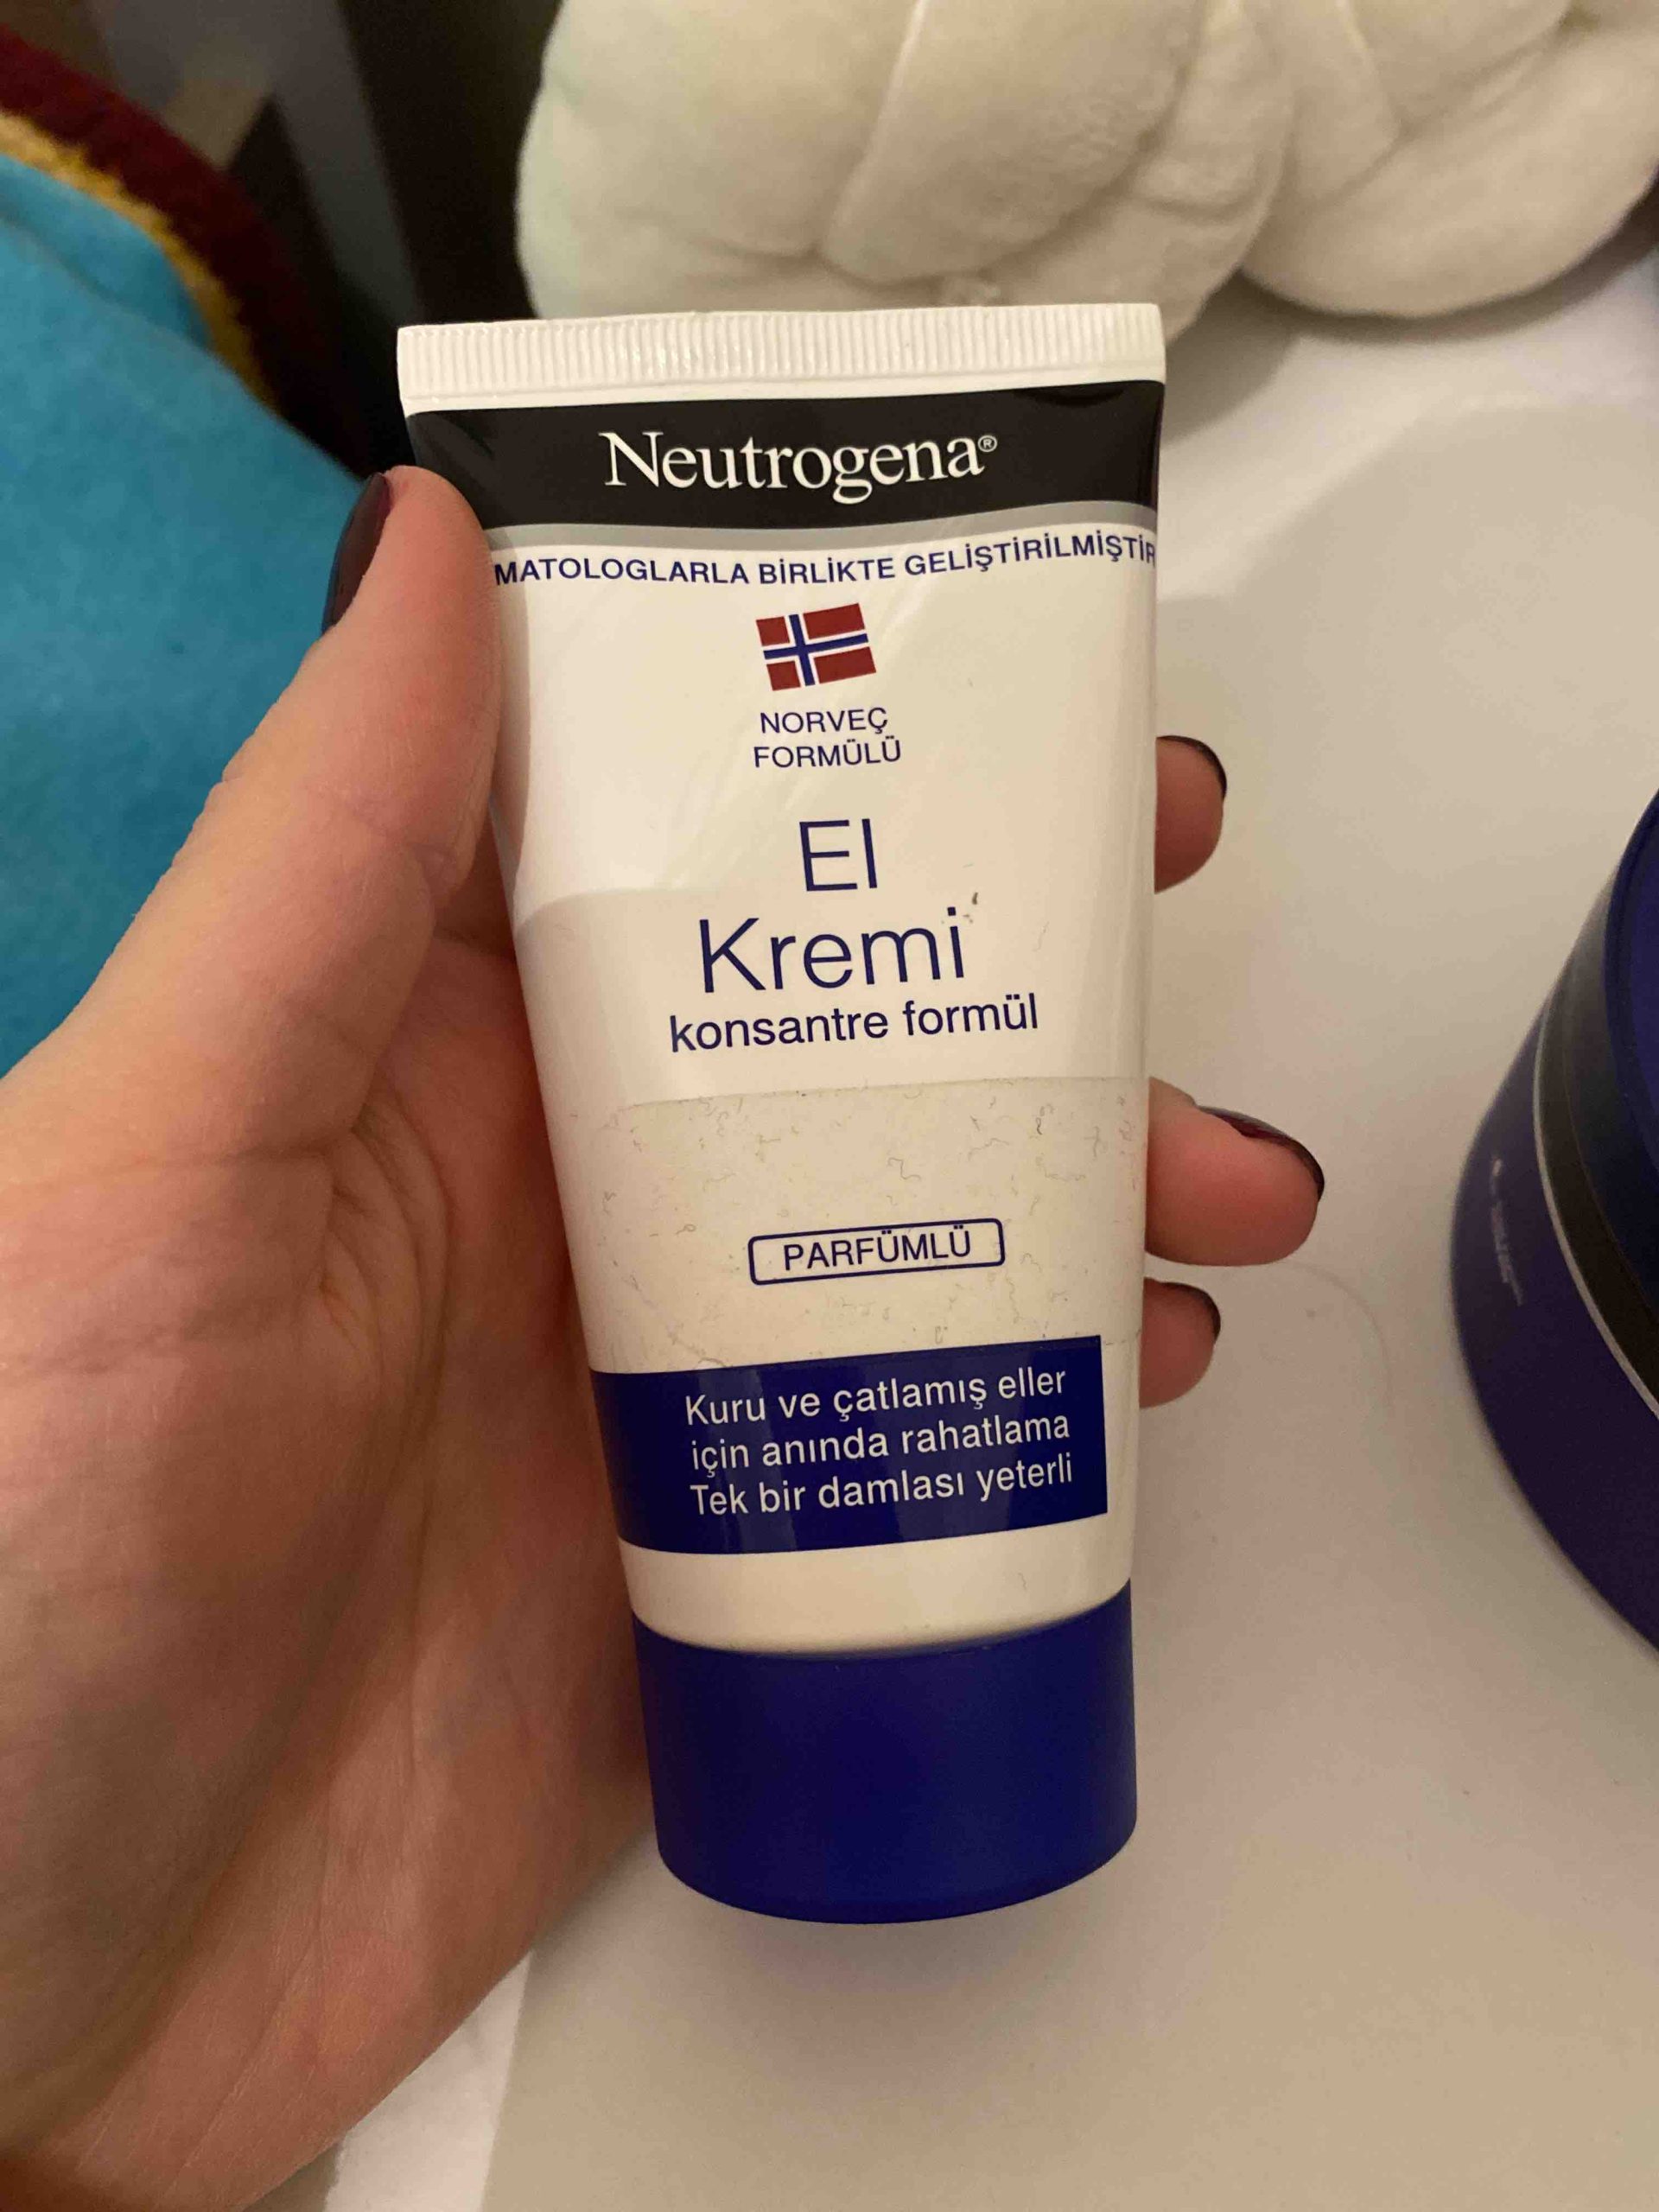 Neutrogena®
MATOLOGLARLA BİRLİKTE GELİŞTİRİLMİŞTİR
NORVEÇ
FORMÜLÜ
El
Kremi
konsantre formül
PARFÜMLÜ
Kuru ve çatlamış eller
için anında rahatlama
Tek bir damlası yeterli